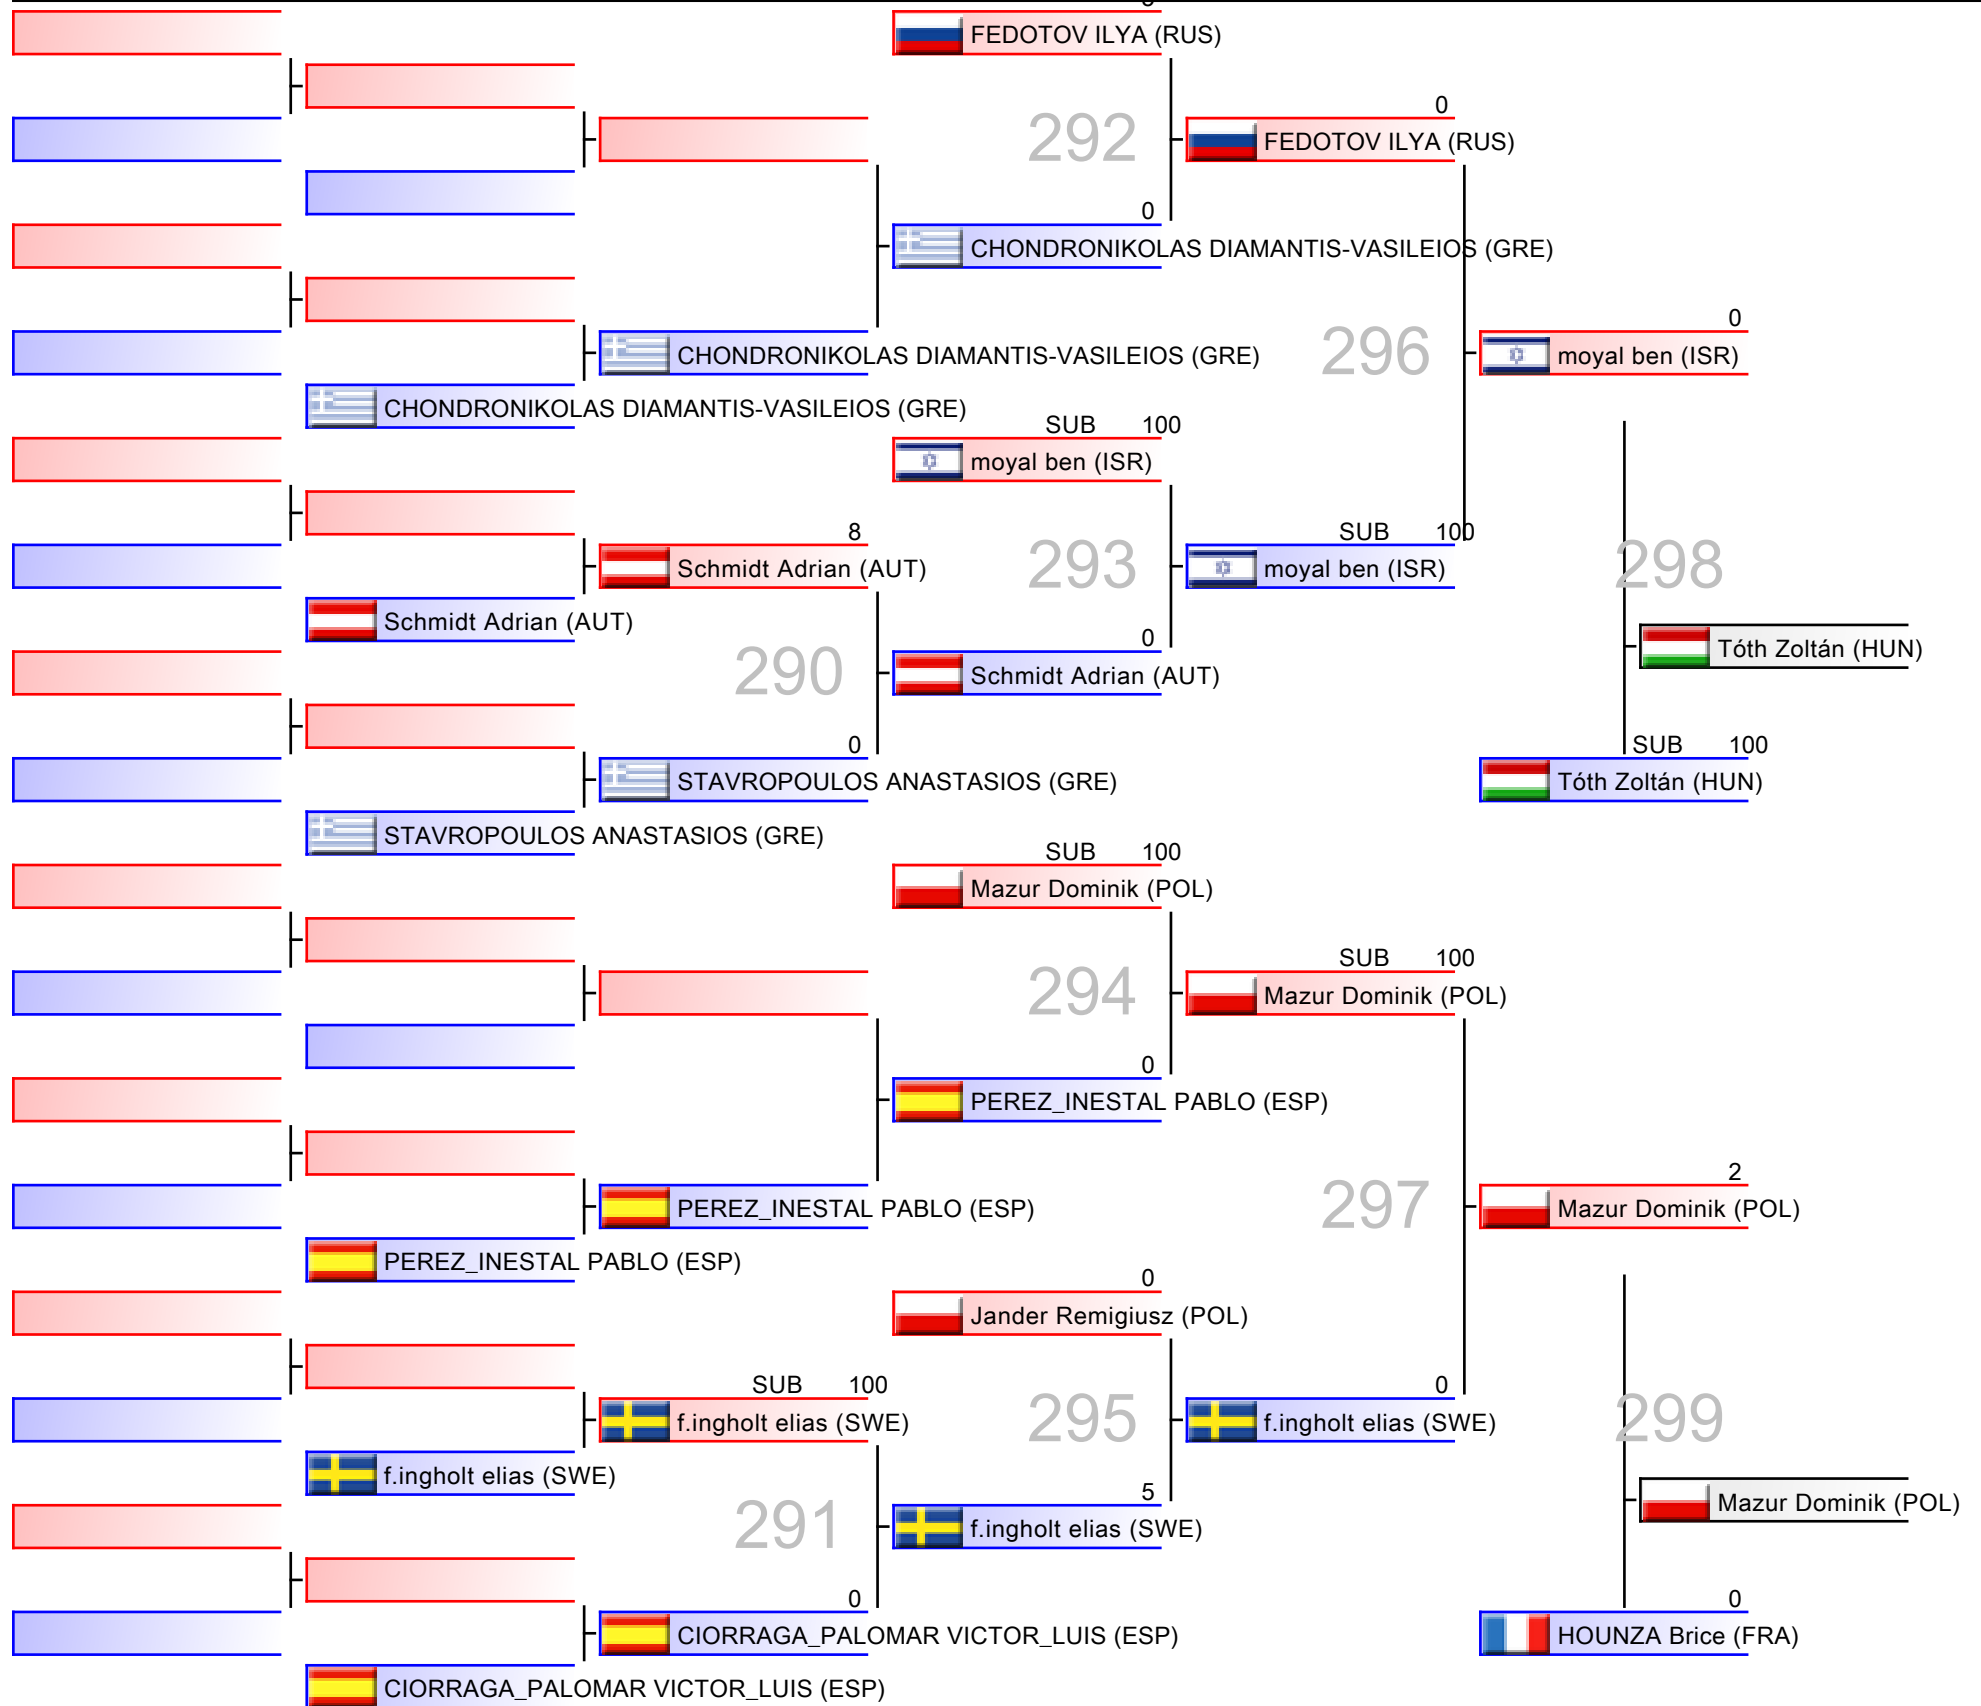 FEDOTOV ILYA (RUS)
0
292
FEDOTOV ILYA (RUS)
0
CHONDRONIKOLAS DIAMANTIS-VASILEIOS (GRE)
0
CHONDRONIKOLAS DIAMANTIS-VASILEIOS (GRE)
296
moyal ben (ISR)
CHONDRONIKOLAS DIAMANTIS-VASILEIOS (GRE)
SUB 100
moyal ben (ISR)
8
SUB 100
Schmidt Adrian (AUT)
293
moyal ben (ISR)
298
Schmidt Adrian (AUT)
0
Tóth Zoltán (HUN)
290
Schmidt Adrian (AUT)
0
SUB 100
STAVROPOULOS ANASTASIOS (GRE)
Tóth Zoltán (HUN)
STAVROPOULOS ANASTASIOS (GRE)
SUB 100
Mazur Dominik (POL)
SUB 100
294
Mazur Dominik (POL)
0
PEREZ_INESTAL PABLO (ESP)
2
PEREZ_INESTAL PABLO (ESP)
297
Mazur Dominik (POL)
PEREZ_INESTAL PABLO (ESP)
0
Jander Remigiusz (POL)
SUB 100
0
f.ingholt elias (SWE)
295
f.ingholt elias (SWE)
299
f.ingholt elias (SWE)
5
Mazur Dominik (POL)
291
f.ingholt elias (SWE)
0
0
CIORRAGA_PALOMAR VICTOR_LUIS (ESP)
HOUNZA Brice (FRA)
CIORRAGA_PALOMAR VICTOR_LUIS (ESP)